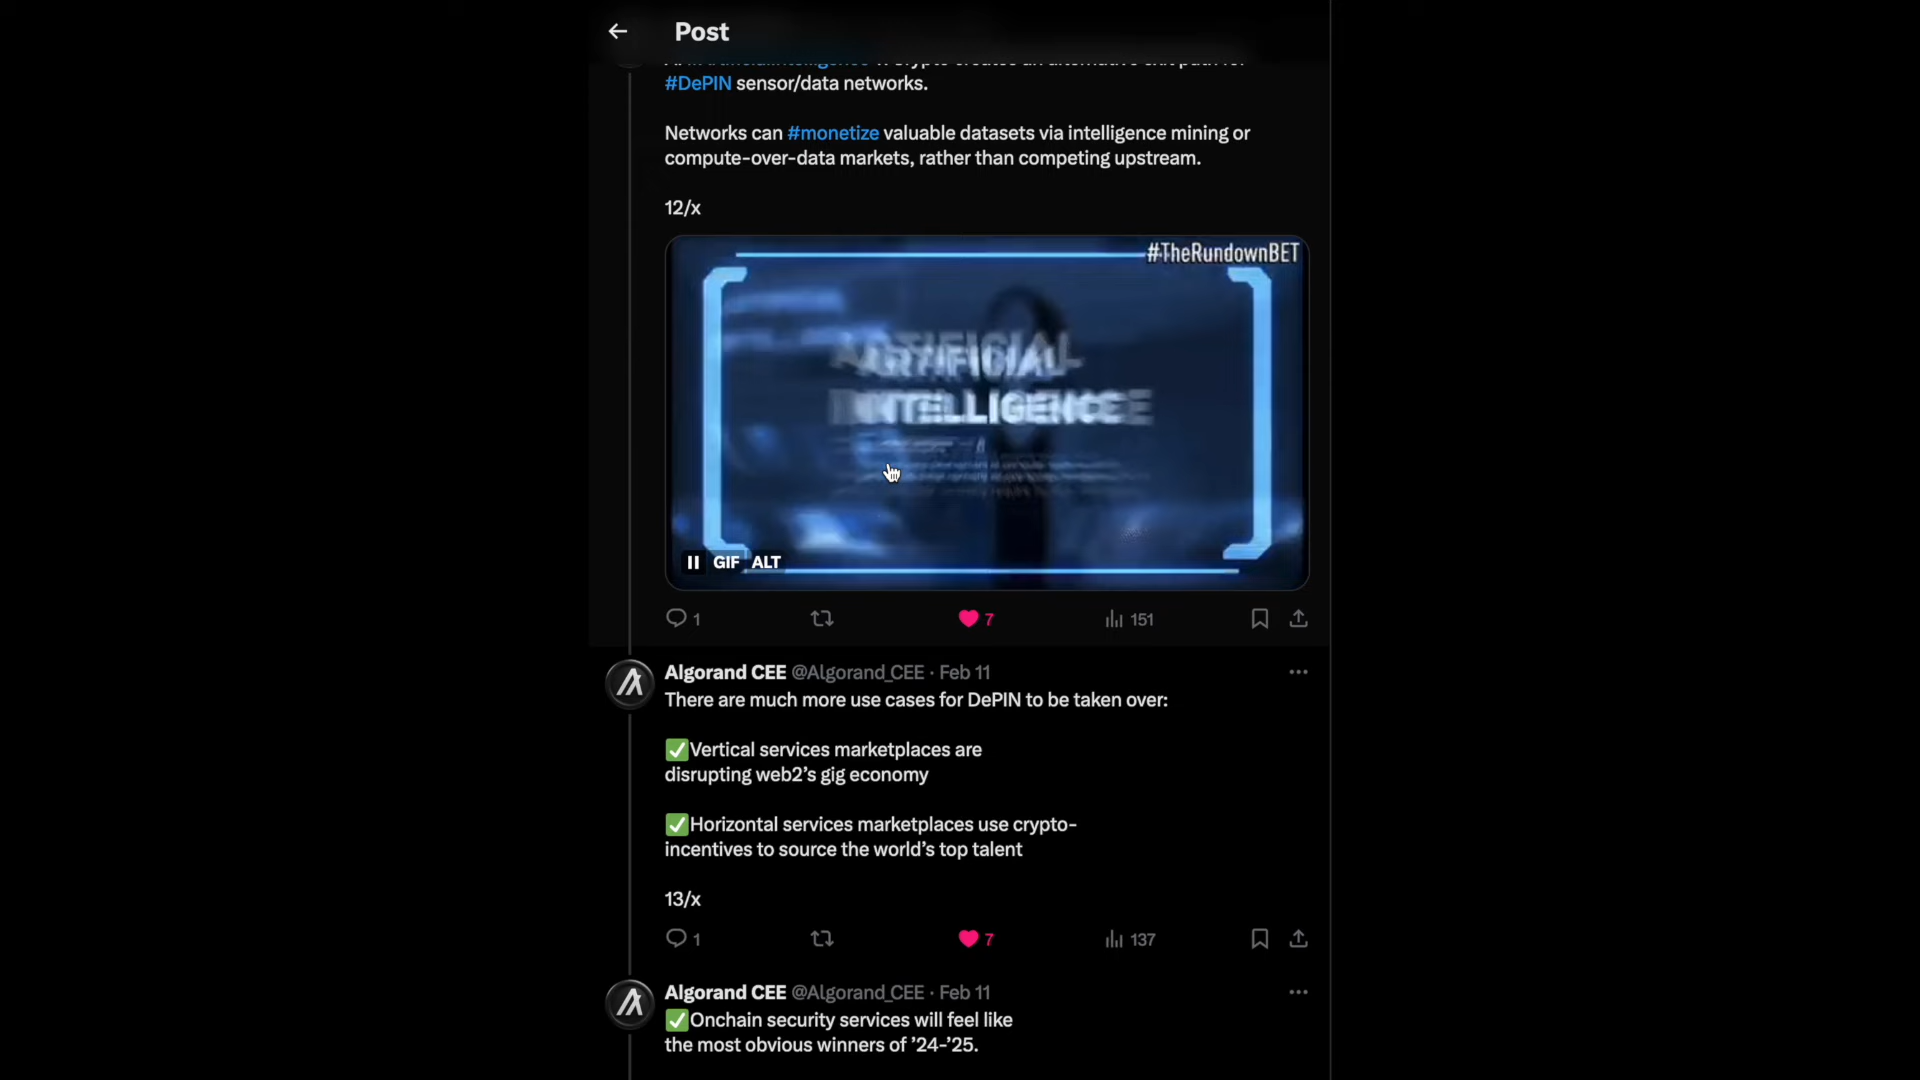 Post
#DePIN sensor/data networks.
Networks can #monetize valuable datasets via intelligence mining or
compute-over-data markets, rather than competing upstream.
12/x
#TheRundownBET
ARTIFICIAL
INTELLIGENCE
GIF ALT
1 7 151
Algorand CEE @Algorand_CEE · Feb 11
There are much more use cases for DePIN to be taken over:
✅Vertical services marketplaces are
disrupting web2’s gig economy
✅Horizontal services marketplaces use crypto-
incentives to source the world’s top talent
13/x
1 7 137
Algorand CEE @Algorand_CEE · Feb 11
✅Onchain security services will feel like
the most obvious winners of ’24-’25.